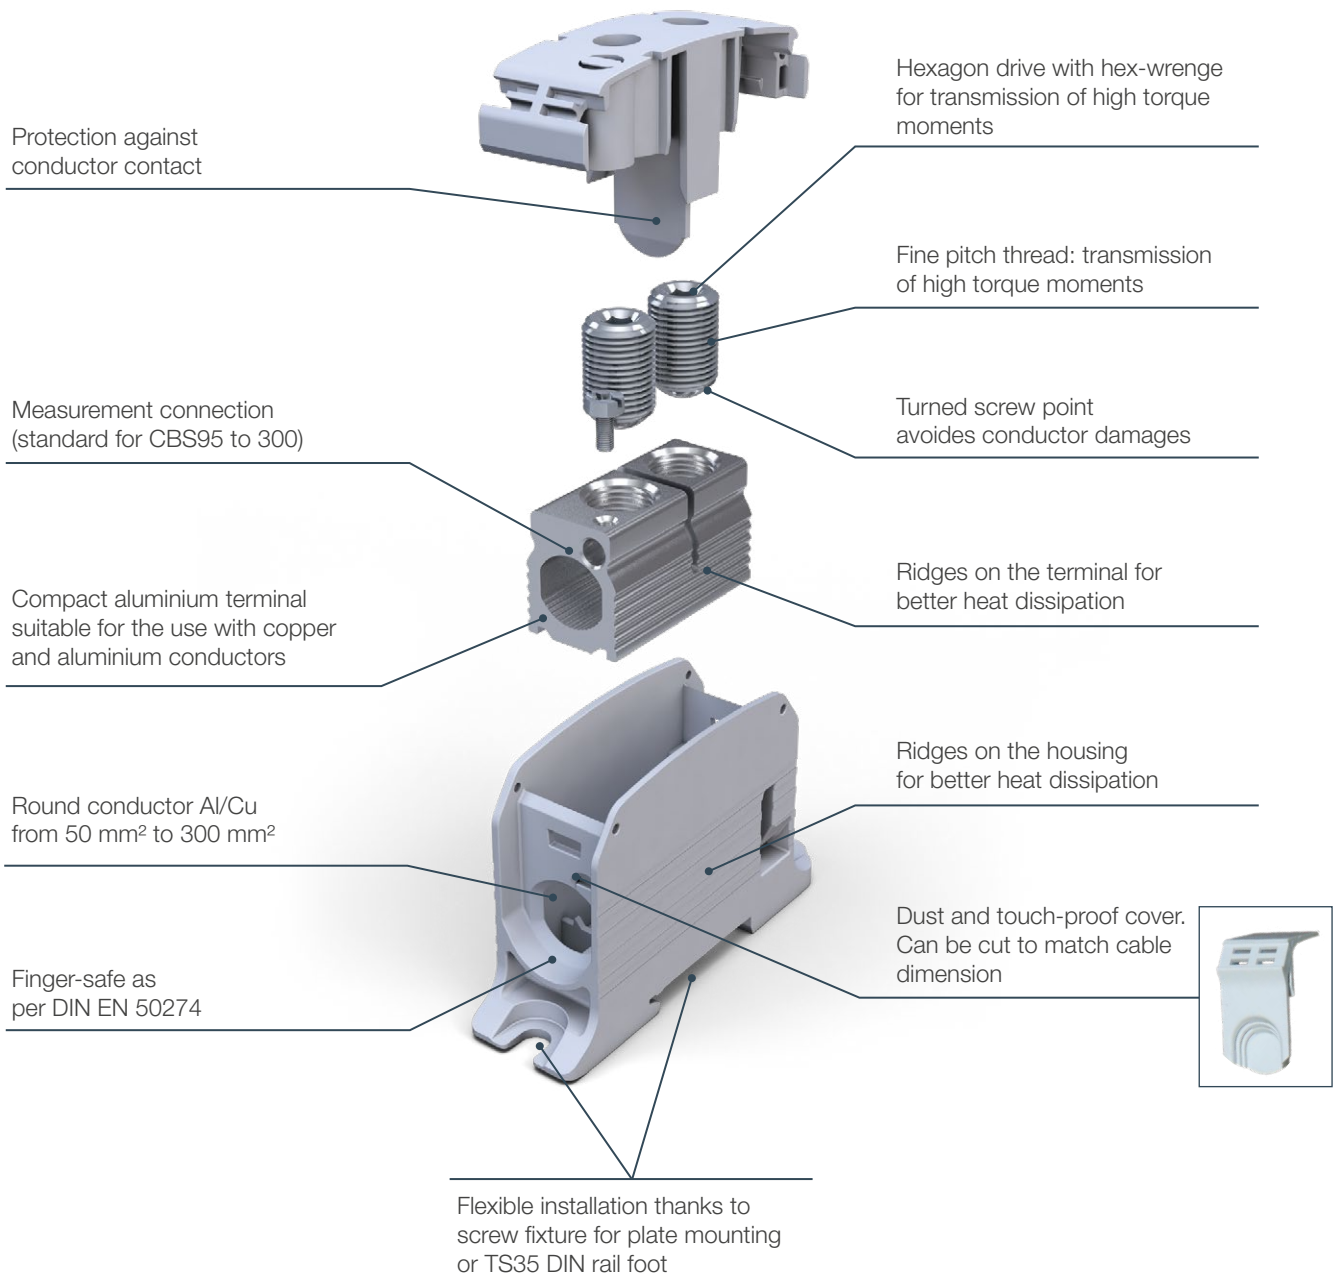 Protection against
conductor contact
Measurement connection
(standard for CBS95 to 300)
Compact aluminium terminal
suitable for the use with copper
and aluminium conductors
Round conductor Al/Cu
from 50 mm² to 300 mm²
Finger-safe as
per DIN EN 50274
Hexagon drive with hex-wrenge
for transmission of high torque
moments
Fine pitch thread: transmission
of high torque moments
Turned screw point
avoides conductor damages
Ridges on the terminal for
better heat dissipation
Ridges on the housing
for better heat dissipation
Dust and touch-proof cover.
Can be cut to match cable
dimension
Flexible installation thanks to
screw fixture for plate mounting
or TS35 DIN rail foot